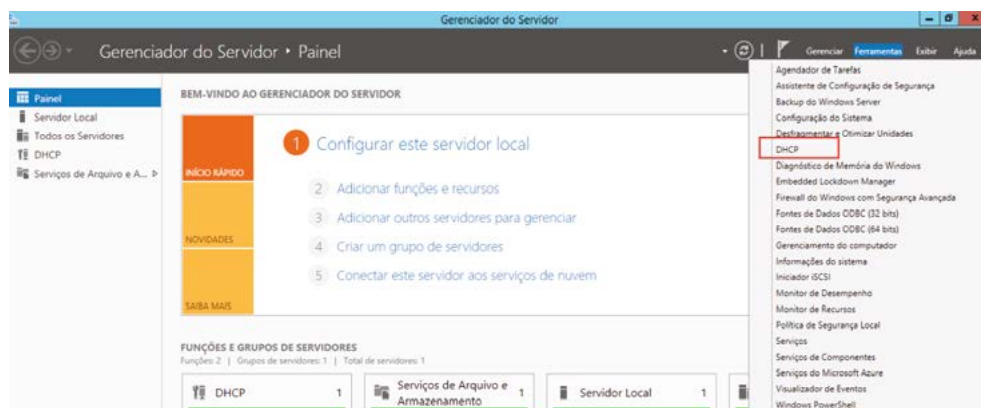 Gerenciador do Servidor
Gerenciador do Servidor • Painel
Gerenciar Ferramentas Exibir Ajuda
Painel
Servidor Local
Todos os Servidores
DHCP
Serviços de Arquivo e A...
BEM-VINDO AO GERENCIADOR DO SERVIDOR
INÍCIO RÁPIDO
NOVIDADES
SAIBA MAIS
1 Configurar este servidor local
2 Adicionar funções e recursos
3 Adicionar outros servidores para gerenciar
4 Criar um grupo de servidores
5 Conectar este servidor aos serviços de nuvem
FUNÇÕES E GRUPOS DE SERVIDORES
Funções: 2 | Grupos de servidores: 1 | Total de servidores: 1
DHCP 1
Serviços de Arquivo e
Armazenamento 1
Servidor Local 1
Agendador de Tarefas
Assistente de Configuração de Segurança
Backup do Windows Server
Configuração do Sistema
Desfragmentar e Otimizar Unidades
DHCP
Diagnóstico de Memória do Windows
Embedded Lockdown Manager
Firewall do Windows com Segurança Avançada
Fontes de Dados ODBC (32 bits)
Fontes de Dados ODBC (64 bits)
Gerenciamento do computador
Informações do sistema
Iniciador iSCSI
Monitor de Desempenho
Monitor de Recursos
Política de Segurança Local
Serviços
Serviços de Componentes
Serviços do Microsoft Azure
Visualizador de Eventos
Windows PowerShell